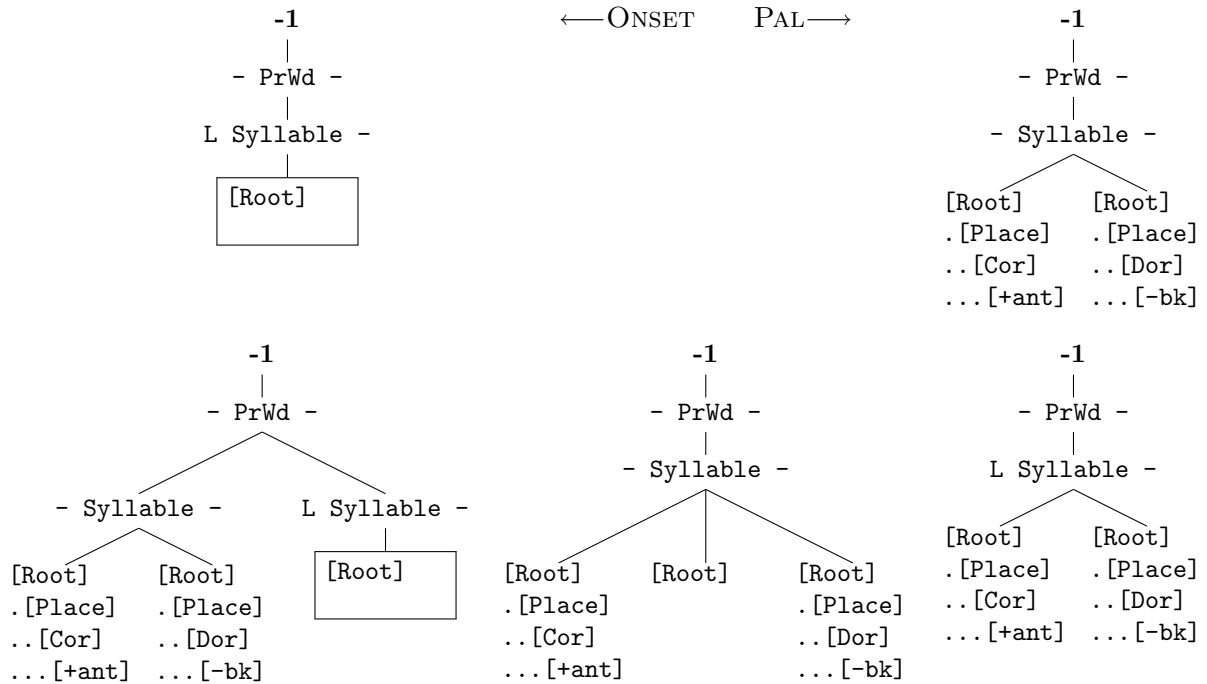 -1 ←ONSET PAL→ -1
- PrWd - - PrWd -
L Syllable - - Syllable -
[Root] [Root] [Root]
.[Place] .[Place]
..[Cor] ..[Dor]
...[+ant] ...[-bk]
-1 -1 -1
- PrWd - - PrWd - - PrWd -
- Syllable - L Syllable - - Syllable - L Syllable -
[Root] [Root] [Root] [Root] [Root] [Root] [Root] [Root]
.[Place] .[Place] .[Place] .[Place] .[Place] .[Place]
..[Cor] ..[Dor] ..[Cor] ..[Dor] ..[Cor] ..[Dor]
...[+ant] ...[-bk] ...[+ant] ...[-bk] ...[+ant] ...[-bk]